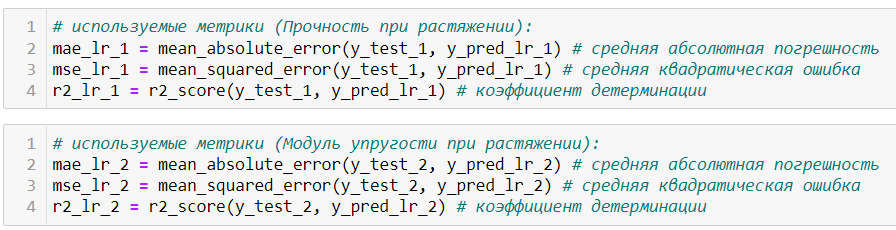 1 # используемые метрики (Прочность при растяжении):
2 mae_lr_1 = mean_absolute_error(y_test_1, y_pred_lr_1) # средняя абсолютная погрешность
3 mse_lr_1 = mean_squared_error(y_test_1, y_pred_lr_1) # средняя квадратическая ошибка
4 r2_lr_1 = r2_score(y_test_1, y_pred_lr_1) # коэффициент детерминации
1 # используемые метрики (Модуль упругости при растяжении):
2 mae_lr_2 = mean_absolute_error(y_test_2, y_pred_lr_2) # средняя абсолютная погрешность
3 mse_lr_2 = mean_squared_error(y_test_2, y_pred_lr_2) # средняя квадратическая ошибка
4 r2_lr_2 = r2_score(y_test_2, y_pred_lr_2) # коэффициент детерминации